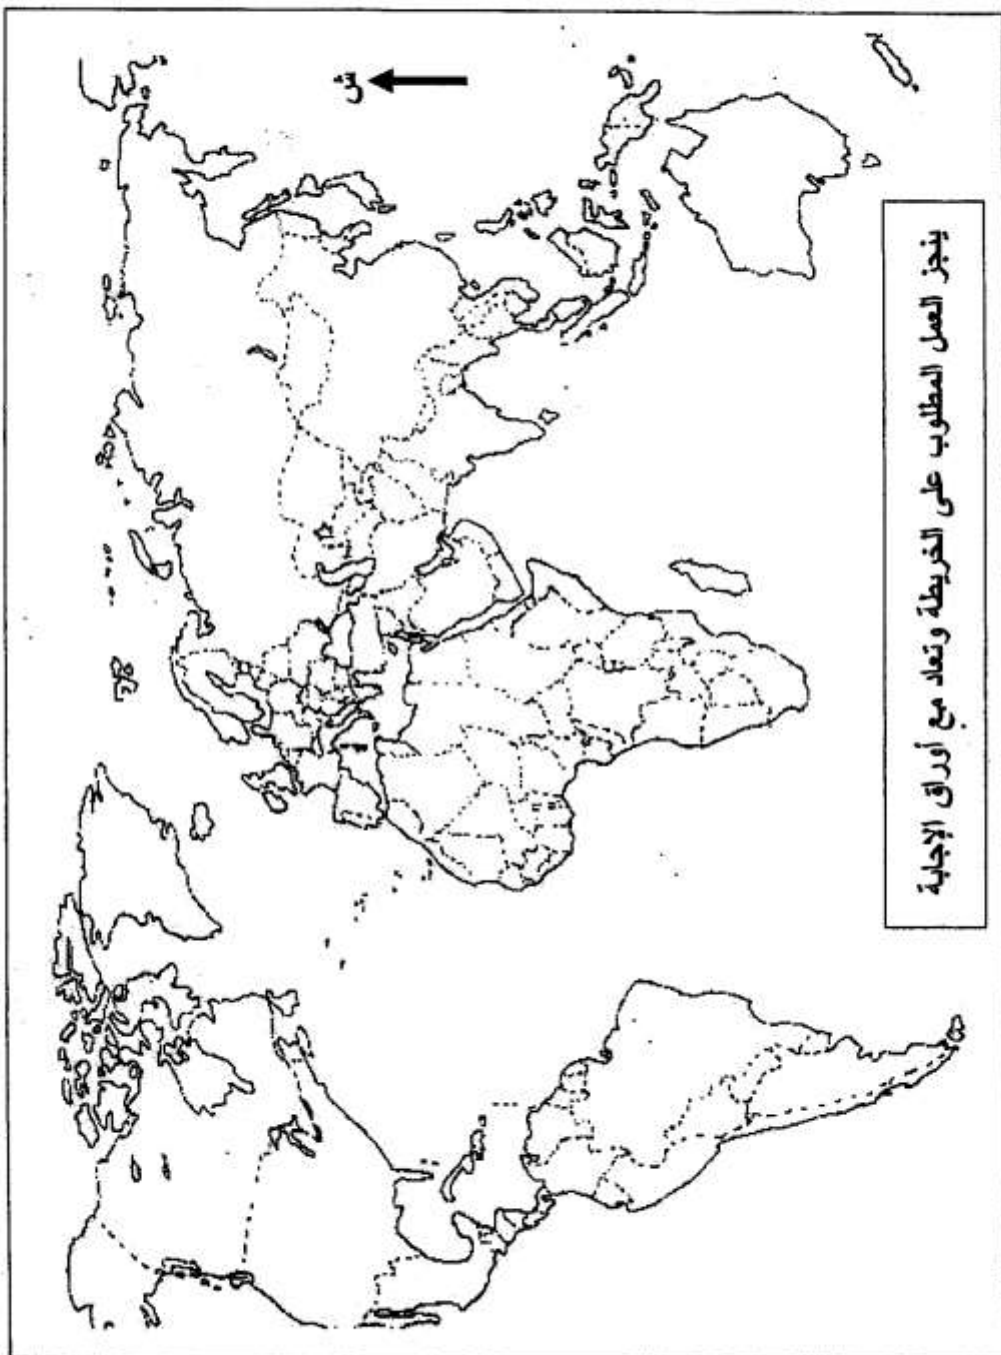 ش
ينجز العمل المطلوب على الخريطة وتعاد مع أوراق الإجابة